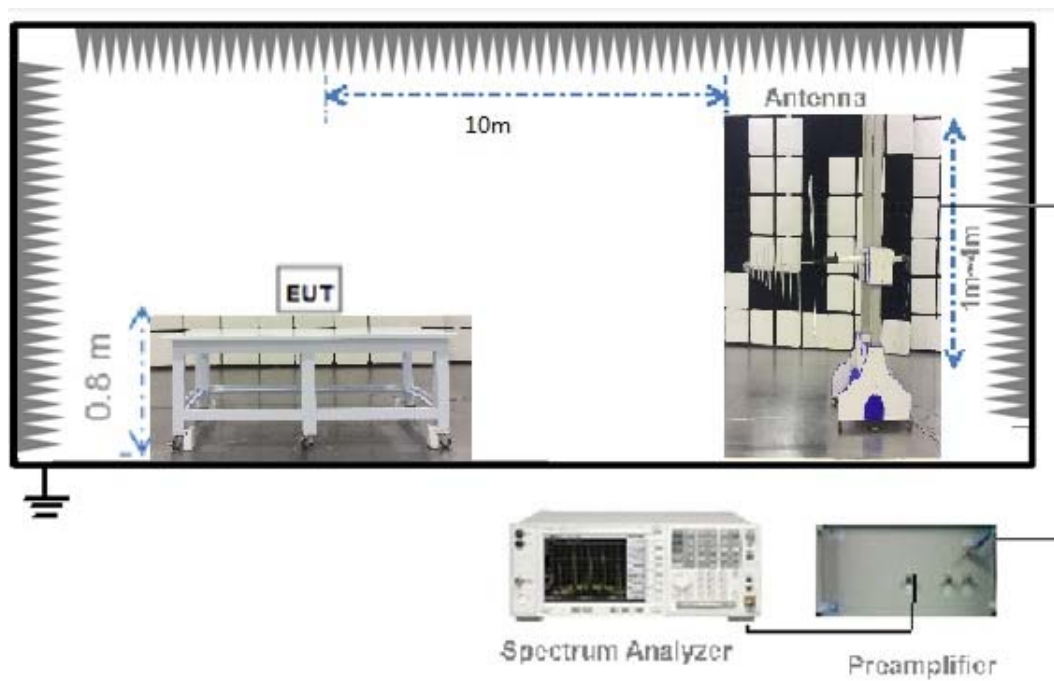 10m
Antenna
1m~4m
EUT
0.8 m
Spectrum Analyzer
Preamplifier